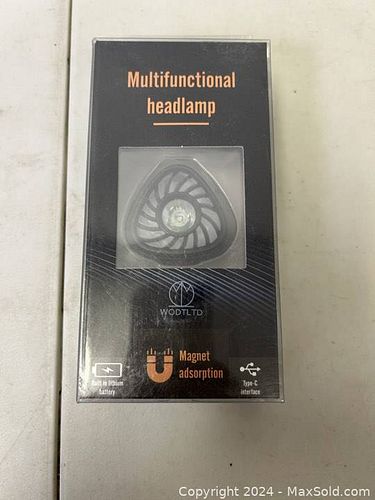 Multifunctional
headlamp
WODTLTD
Magnet
adsorption
Built in lithium
battery
Type-C
interface
Copyright © 2024 - MaxSold.com